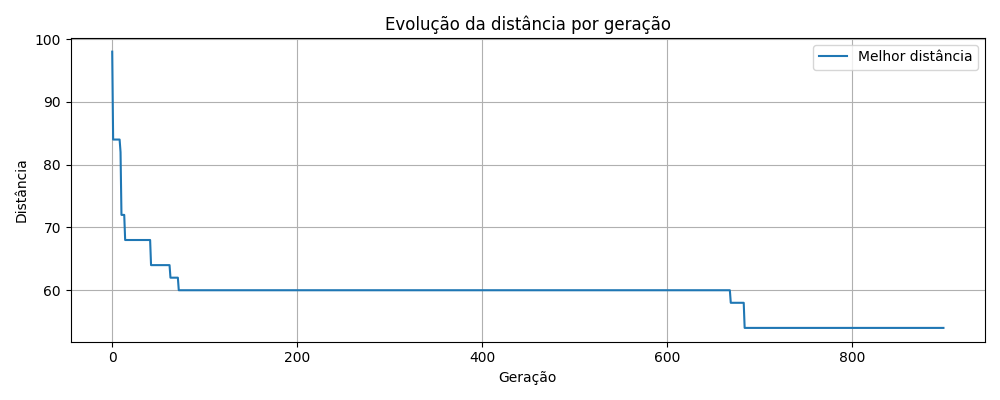 Evolução da distância por geração
Melhor distância
Distância
100
90
80
70
60
0 200 400 600 800
Geração